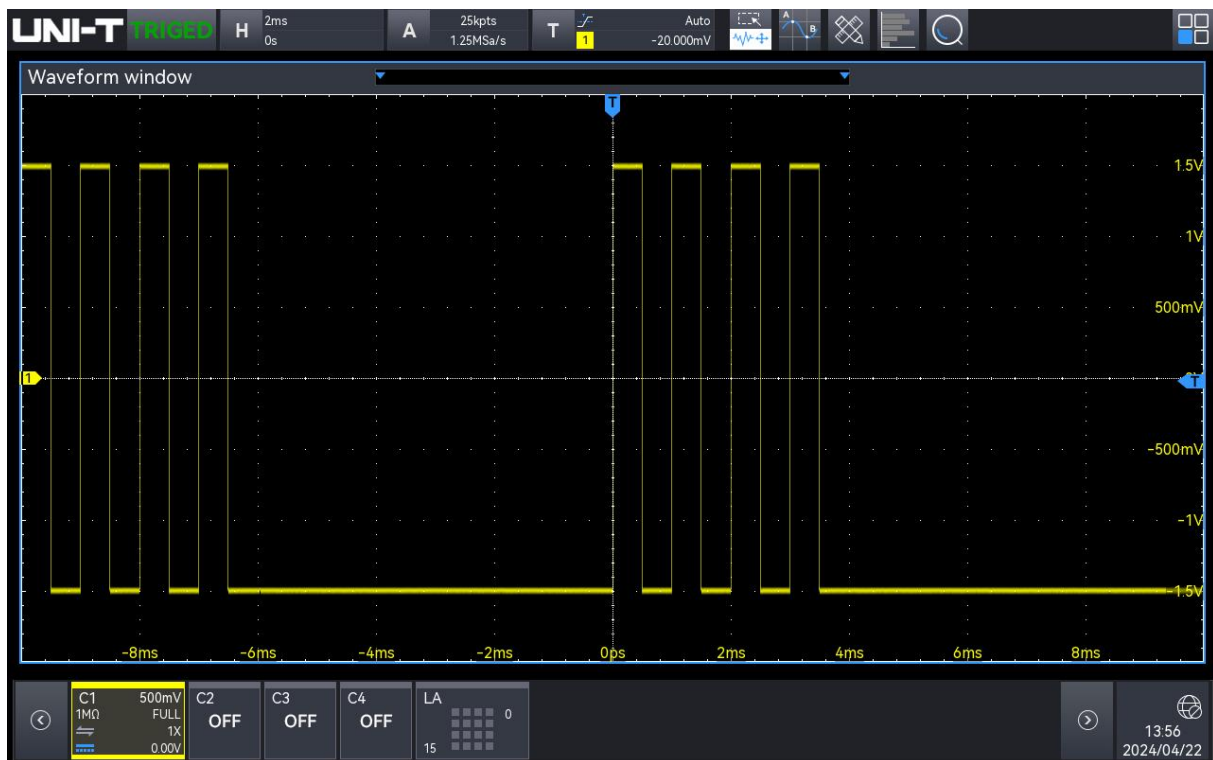 UNI-T TRIGED H 2ms A 25kpts T Auto
0s 1.25MSa/s 1 -20.000mV
A B
Waveform window
T
1.5V
1V
500mV
1
T
-500mV
-1V
-1.5V
-8ms -6ms -4ms -2ms 0ps 2ms 4ms 6ms 8ms
C1 500mV C2 C3 C4 LA
1MΩ FULL OFF OFF OFF 0
1X
0.00V 15
13:56
2024/04/22